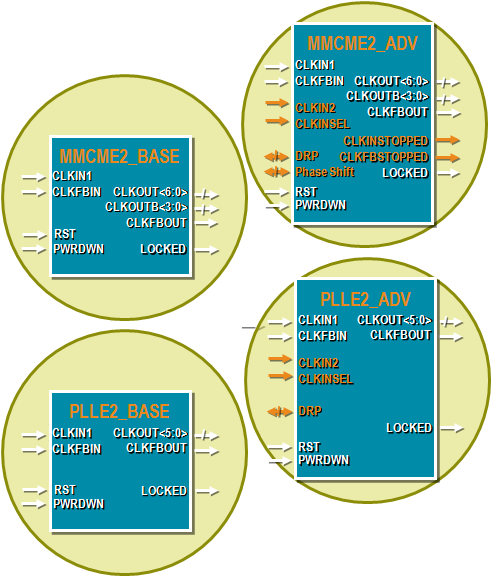 MMCME2_ADV
CLKIN1
CLKFBIN CLKOUT<6:0>
CLKOUTB<3:0>
CLKIN2 CLKFBOUT
CLKINSEL
CLKINSTOPPED
DRP CLKFBSTOPPED
Phase Shift LOCKED
RST
PWRDWN
MMCME2_BASE
CLKIN1
CLKFBIN CLKOUT<6:0>
CLKOUTB<3:0>
CLKFBOUT
RST
PWRDWN LOCKED
PLLE2_ADV
CLKIN1 CLKOUT<5:0>
CLKFBIN CLKFBOUT
CLKIN2
CLKINSEL
DRP
LOCKED
RST
PWRDWN
PLLE2_BASE
CLKIN1 CLKOUT<5:0>
CLKFBIN CLKFBOUT
RST LOCKED
PWRDWN